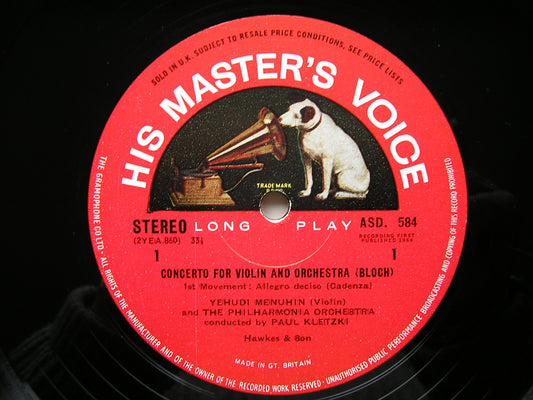 SOLD IN U.K. SUBJECT TO RESALE PRICE CONDITIONS, SEE PRICE LISTS
HIS MASTER'S VOICE
TRADE MARK
STEREO LONG PLAY ASD. 584
(2YEA.860) 33⅓
RECORDING FIRST
PUBLISHED 1964
1 1
CONCERTO FOR VIOLIN AND ORCHESTRA (BLOCH)
1st Movement: Allegro deciso (Cadenza)
YEHUDI MENUHIN (Violin)
and THE PHILHARMONIA ORCHESTRA
conducted by PAUL KLETZKI
Hawkes & Son
MADE IN GT. BRITAIN
THE GRAMOPHONE CO LTD. - ALL RIGHTS OF THE MANUFACTURER AND OF THE OWNER OF THE RECORDED WORK RESERVED - UNAUTHORISED PUBLIC PERFORMANCE BROADCASTING AND COPYING OF THIS RECORD PROHIBITED